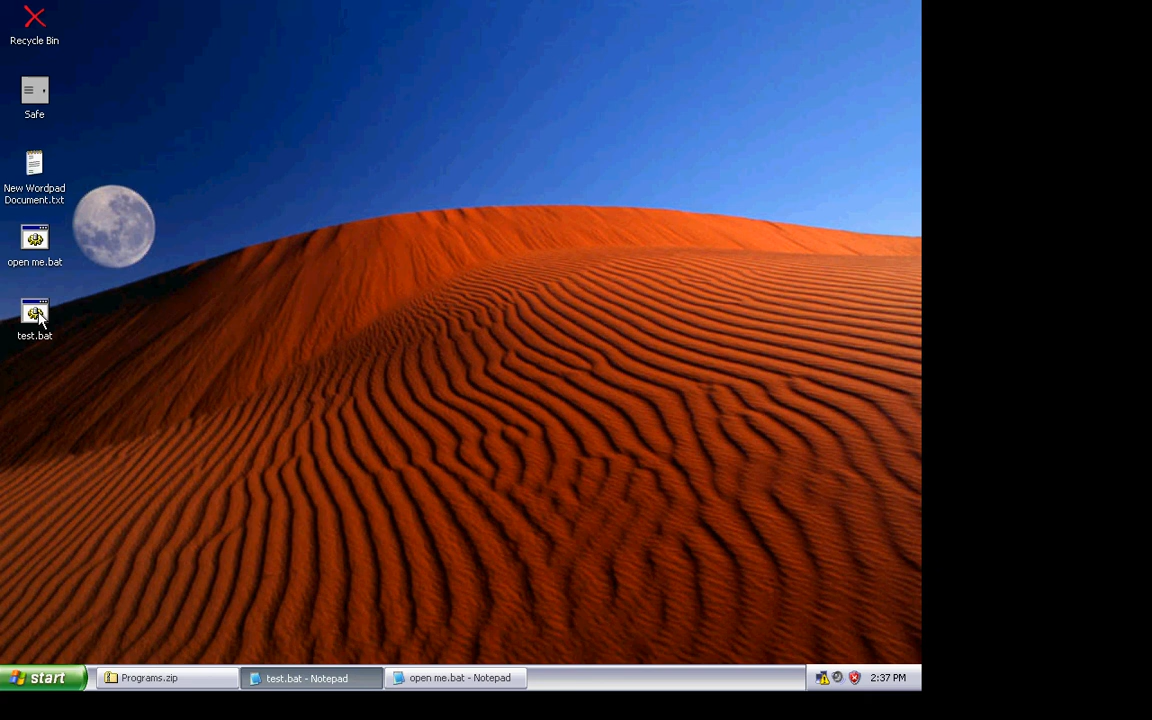 Recycle Bin
Safe
New Wordpad
Document.txt
open me.bat
test.bat
start
Programs.zip
test.bat - Notepad
open me.bat - Notepad
2:37 PM